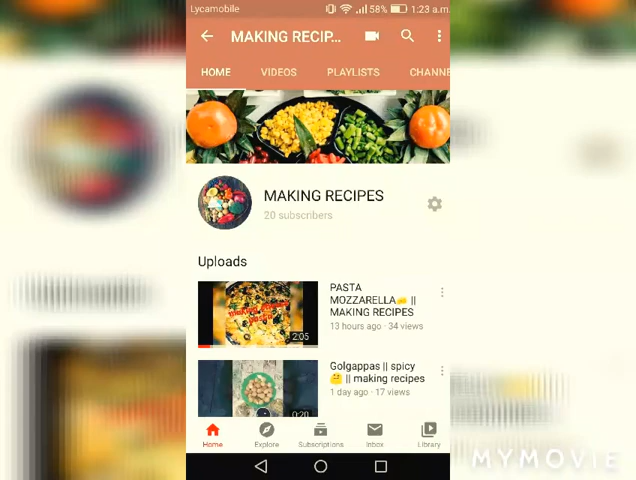 Lycamobile 58% 1:23 a.m
MAKING RECIP...
HOME VIDEOS PLAYLISTS CHANNE
MAKING RECIPES
20 subscribers
Uploads
PASTA
MOZZARELLA🧀 ||
MAKING RECIPES
13 hours ago · 34 views
2:05
Golgappas || spicy
🤗 || making recipes
1 day ago · 17 views
0:20
Home Explore Subscriptions Inbox Library
MYMOVIE